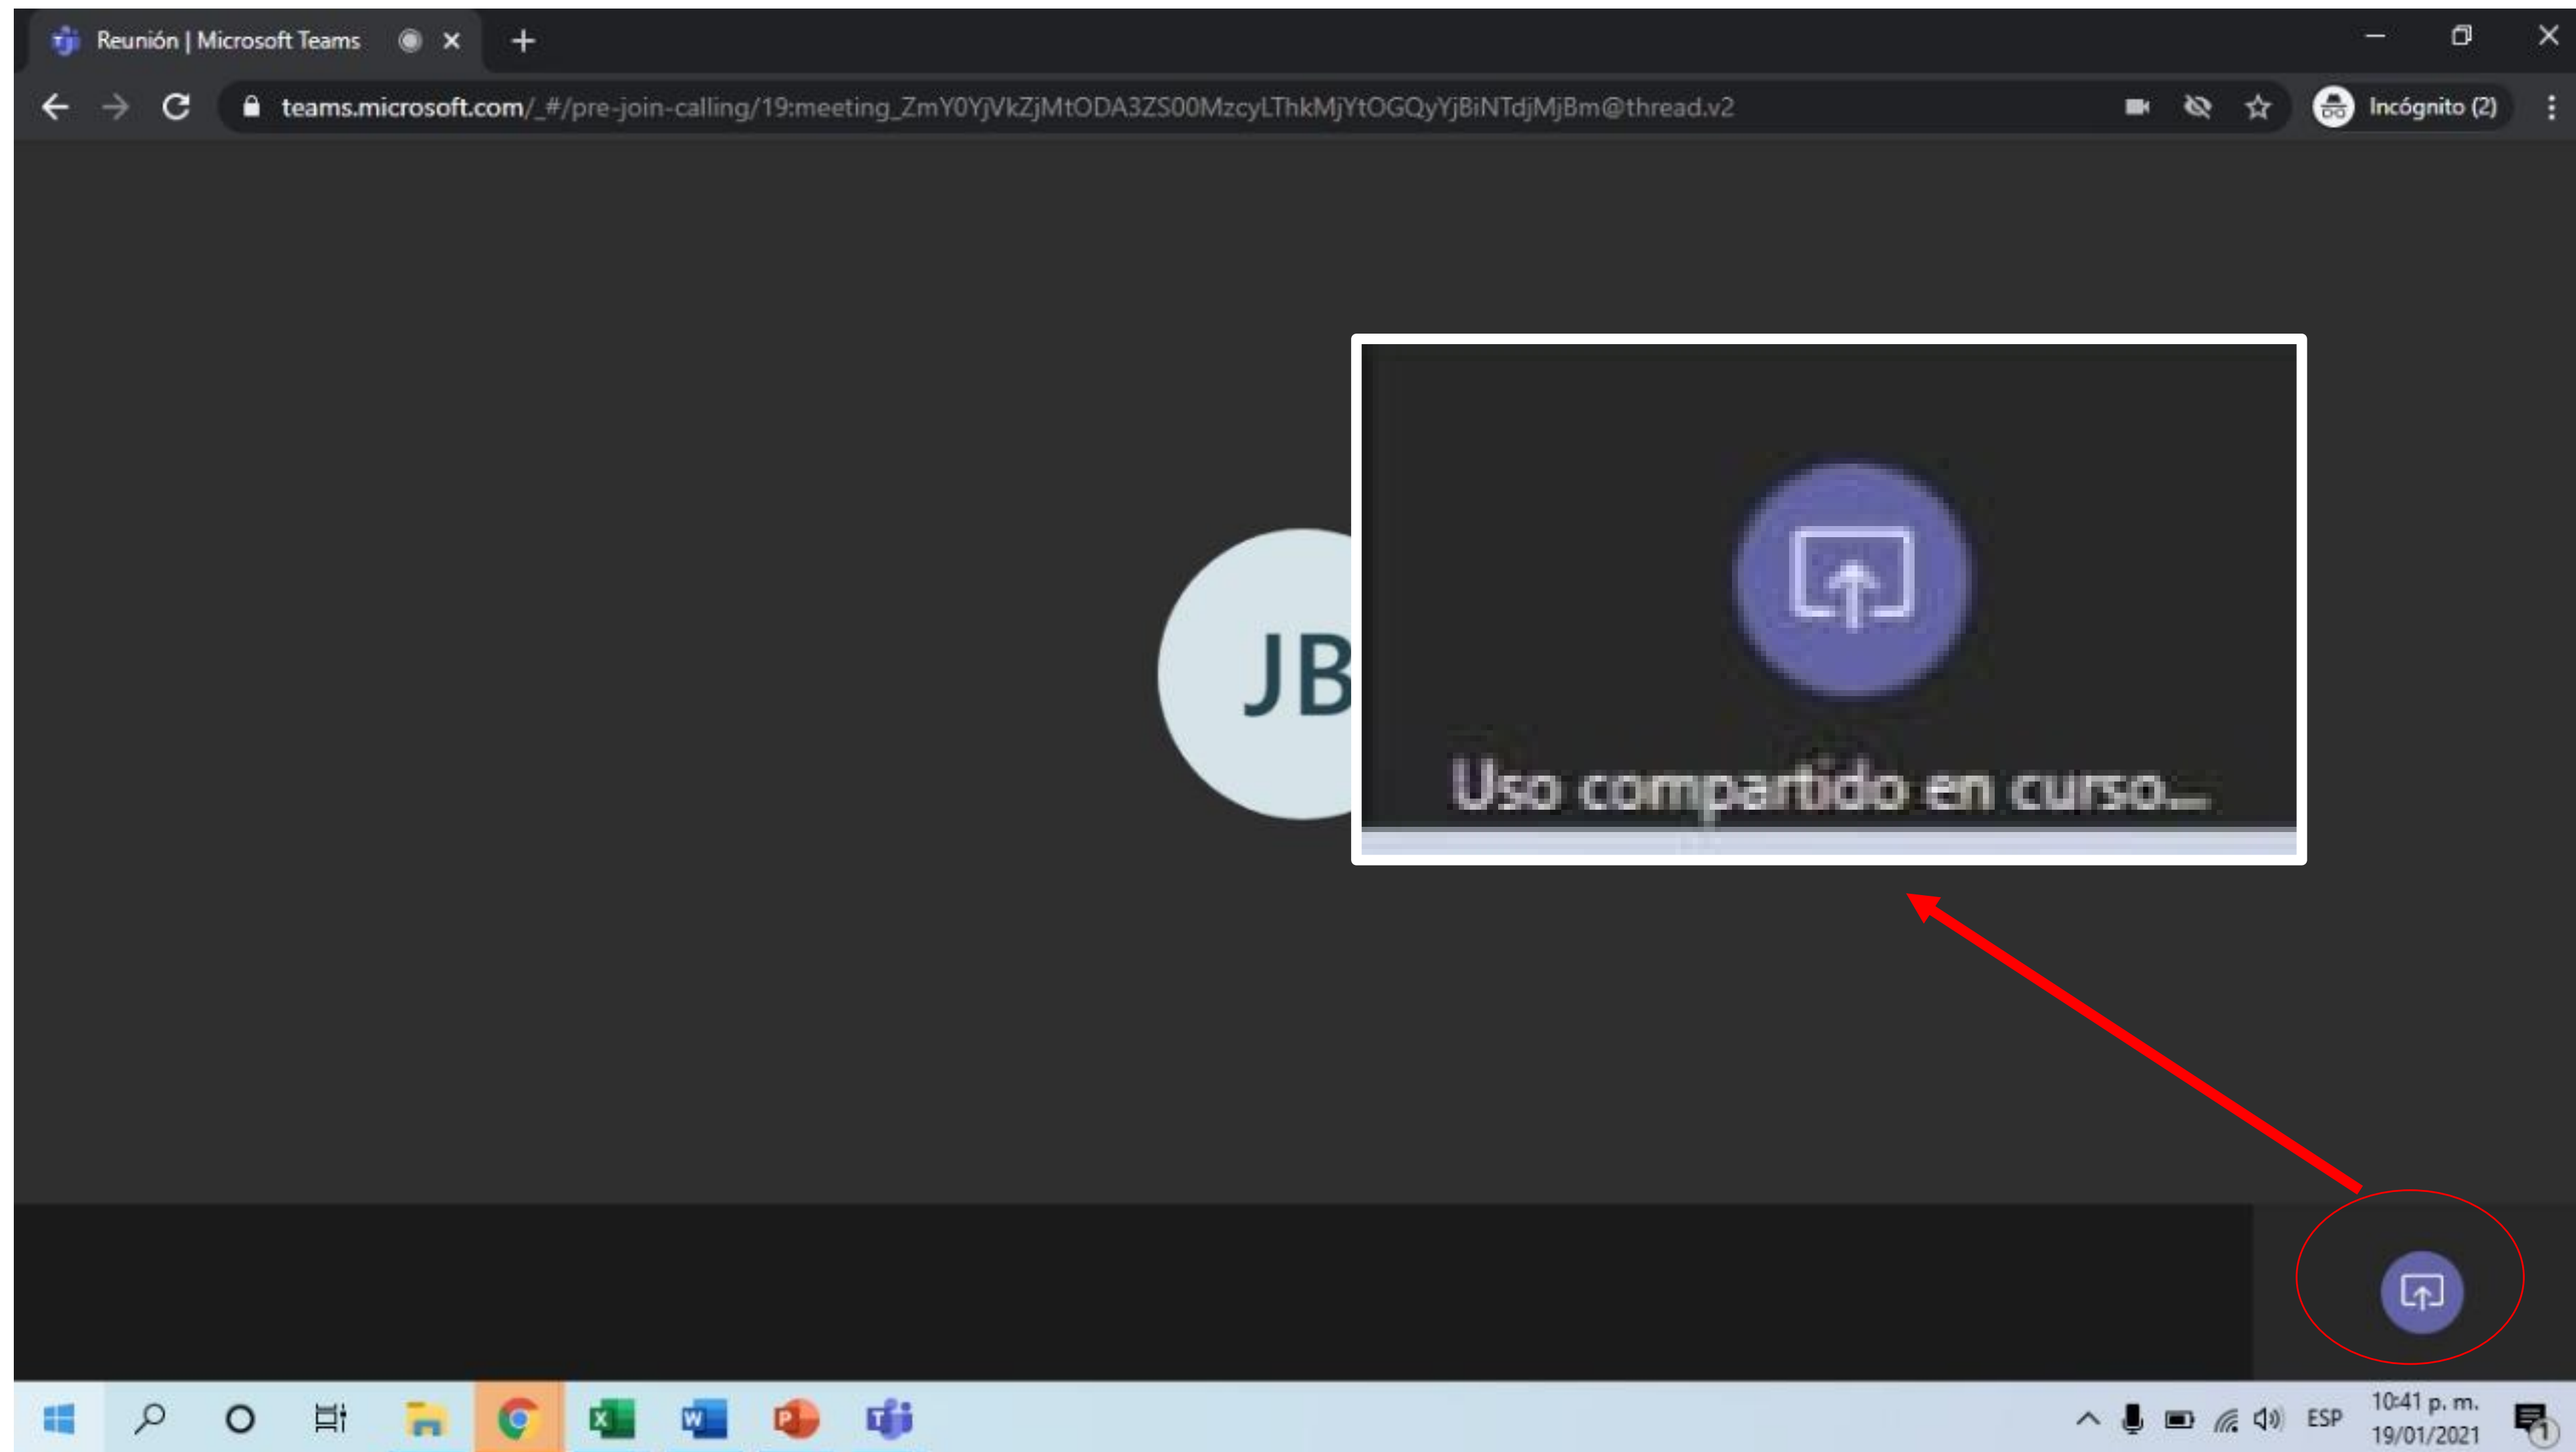 Reunión | Microsoft Teams
teams.microsoft.com/_#/pre-join-calling/19:meeting_ZmY0YjVkZjMtODA3ZS00MzcyLThkMjYtOGQyYjBiNTdjMjBm@thread.v2
Incógnito (2)
JB
Uso compartido en curso...
ESP
10:41 p. m.
19/01/2021
1